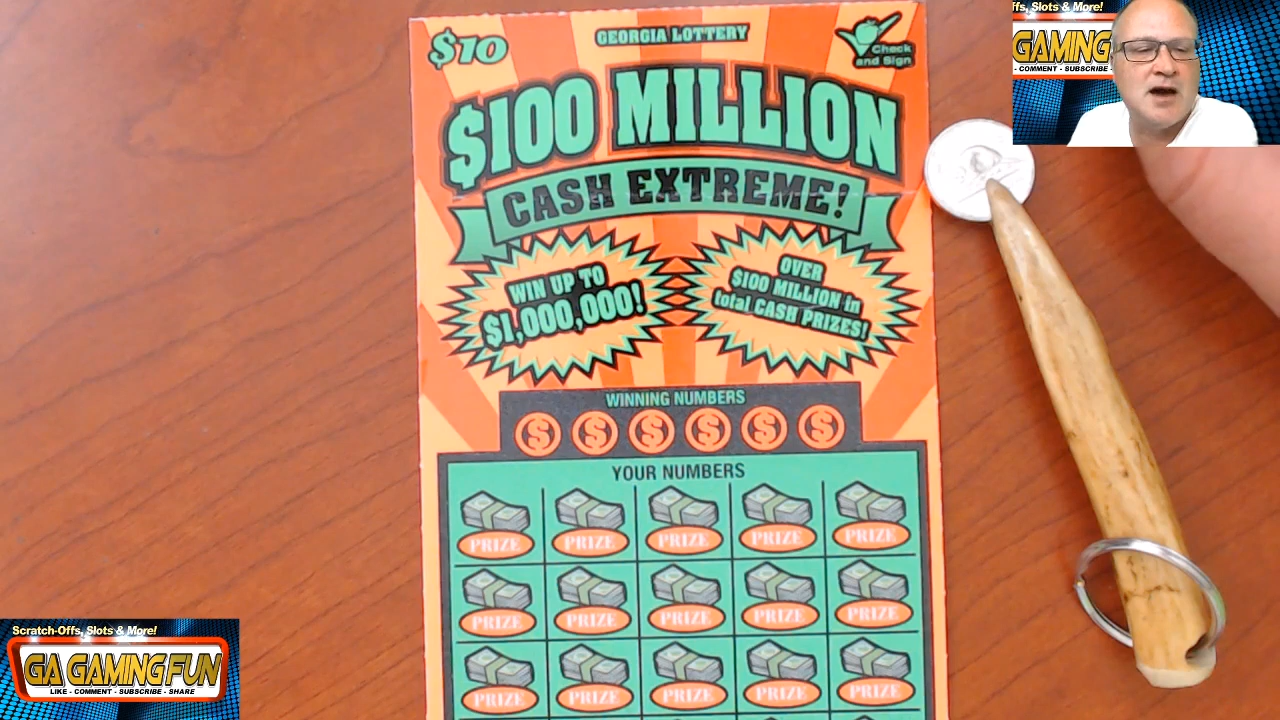 $10
GEORGIA LOTTERY
Check
and Sign
$100 MILLION
CASH EXTREME!
WIN UP TO
$1,000,000!
OVER
$100 MILLION in
total CASH PRIZES!
WINNING NUMBERS
$ $ $ $ $ $
YOUR NUMBERS
PRIZE PRIZE PRIZE PRIZE PRIZE
PRIZE PRIZE PRIZE PRIZE PRIZE
PRIZE PRIZE PRIZE PRIZE PRIZE
ffs, Slots & More!
GAMING
- COMMENT - SUBSCRIBE -
Scratch-Offs, Slots & More!
GA GAMINGFUN
LIKE - COMMENT - SUBSCRIBE - SHARE